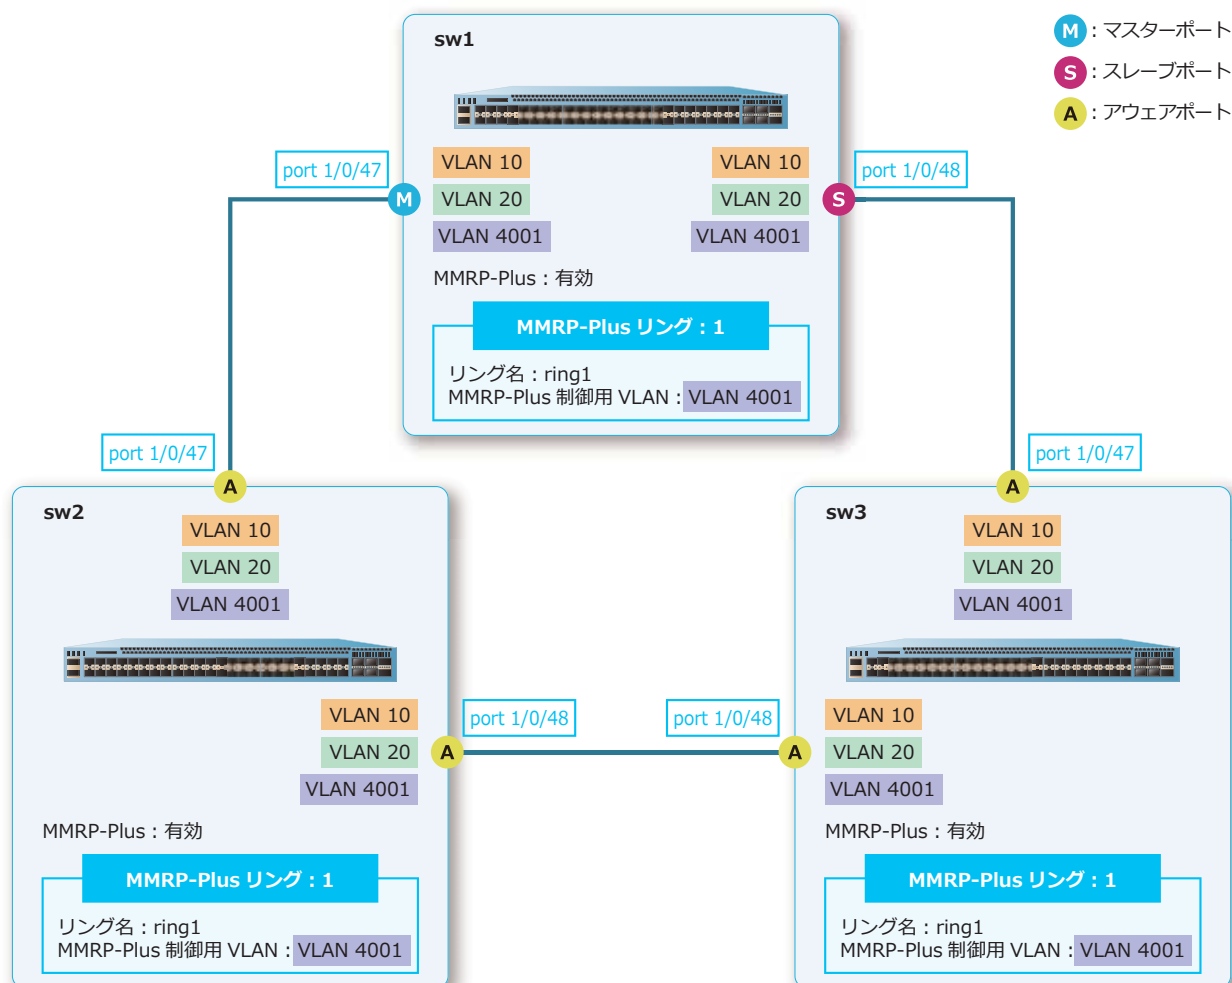 sw1
M : マスターポート
S : スレーブポート
A : アウェアポート
port 1/0/47
VLAN 10
VLAN 10
port 1/0/48
M
VLAN 20
VLAN 20
S
VLAN 4001
VLAN 4001
MMRP-Plus : 有効
MMRP-Plus リング : 1
リング名 : ring1
MMRP-Plus 制御用 VLAN : VLAN 4001
port 1/0/47
port 1/0/47
A
A
sw2
VLAN 10
VLAN 20
VLAN 4001
VLAN 10
port 1/0/48
VLAN 20
A
VLAN 4001
MMRP-Plus : 有効
MMRP-Plus リング : 1
リング名 : ring1
MMRP-Plus 制御用 VLAN : VLAN 4001
sw3
VLAN 10
VLAN 20
VLAN 4001
port 1/0/48
VLAN 10
A
VLAN 20
VLAN 4001
MMRP-Plus : 有効
MMRP-Plus リング : 1
リング名 : ring1
MMRP-Plus 制御用 VLAN : VLAN 4001